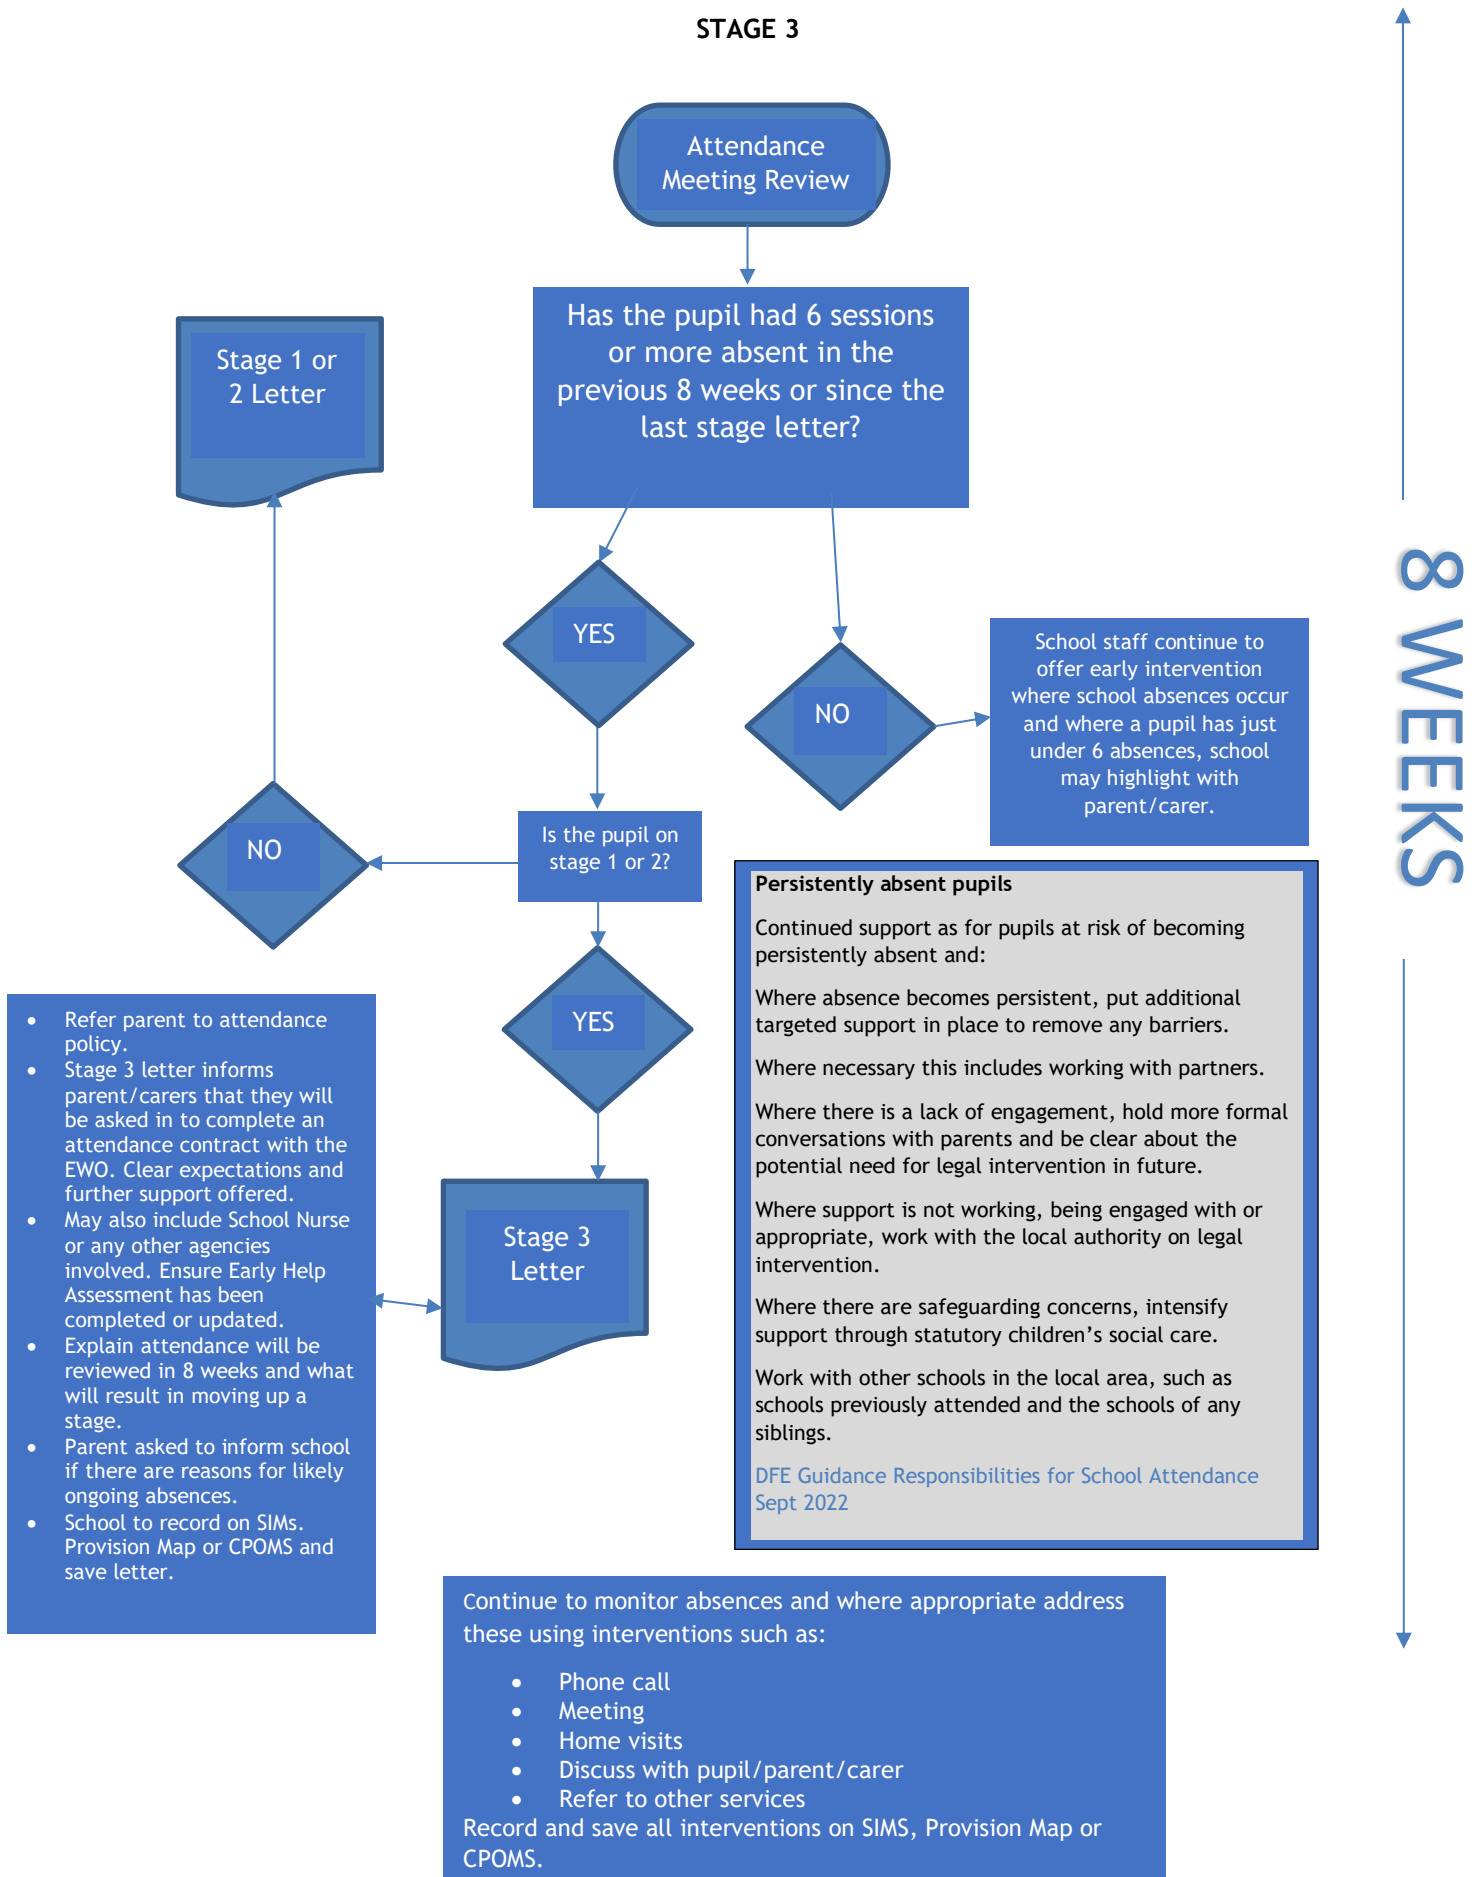 STAGE 3
Attendance
Meeting Review
Has the pupil had 6 sessions
or more absent in the
previous 8 weeks or since the
last stage letter?
Stage 1 or
2 Letter
YES
NO
School staff continue to
offer early intervention
where school absences occur
and where a pupil has just
under 6 absences, school
may highlight with
parent/carer.
8 WEEKS
Is the pupil on
stage 1 or 2?
NO
YES
Stage 3
Letter
• Refer parent to attendance
policy.
• Stage 3 letter informs
parent/carers that they will
be asked in to complete an
attendance contract with the
EWO. Clear expectations and
further support offered.
• May also include School Nurse
or any other agencies
involved. Ensure Early Help
Assessment has been
completed or updated.
• Explain attendance will be
reviewed in 8 weeks and what
will result in moving up a
stage.
• Parent asked to inform school
if there are reasons for likely
ongoing absences.
• School to record on SIMs.
Provision Map or CPOMS and
save letter.
Persistently absent pupils
Continued support as for pupils at risk of becoming
persistently absent and:
Where absence becomes persistent, put additional
targeted support in place to remove any barriers.
Where necessary this includes working with partners.
Where there is a lack of engagement, hold more formal
conversations with parents and be clear about the
potential need for legal intervention in future.
Where support is not working, being engaged with or
appropriate, work with the local authority on legal
intervention.
Where there are safeguarding concerns, intensify
support through statutory children’s social care.
Work with other schools in the local area, such as
schools previously attended and the schools of any
siblings.
DFE Guidance Responsibilities for School Attendance
Sept 2022
Continue to monitor absences and where appropriate address
these using interventions such as:
• Phone call
• Meeting
• Home visits
• Discuss with pupil/parent/carer
• Refer to other services
Record and save all interventions on SIMS, Provision Map or
CPOMS.